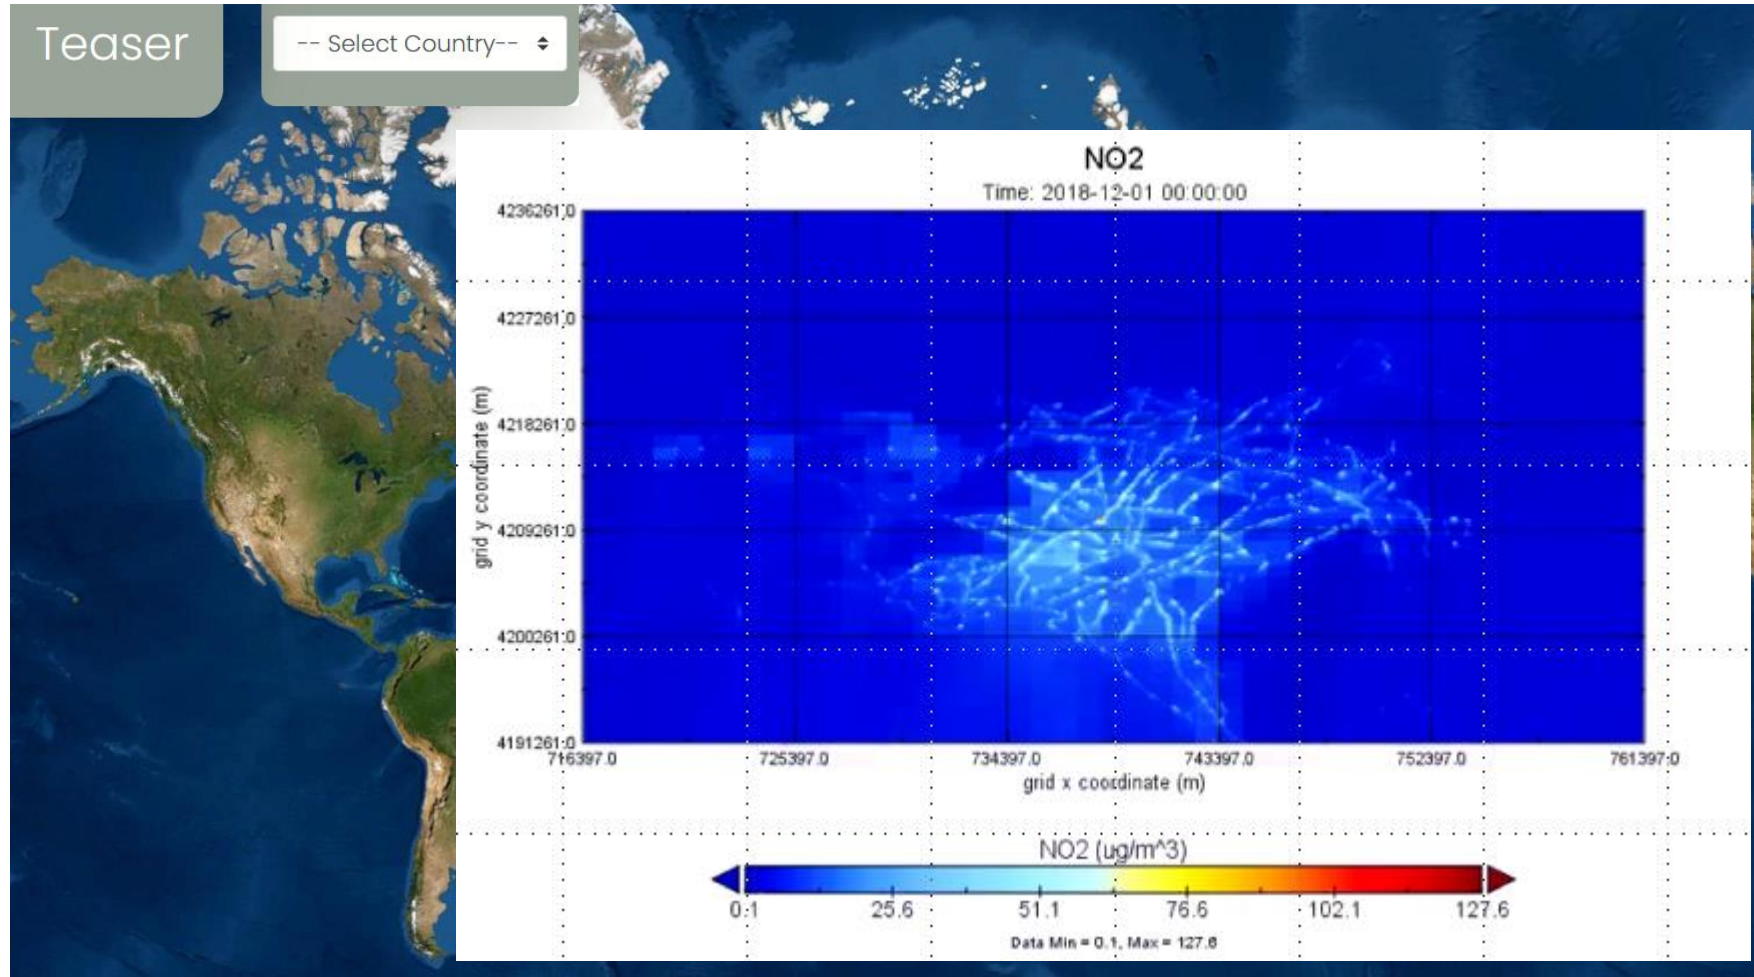 Teaser
-- Select Country--
NO2
Time: 2018-12-01 00:00:00
4236261.0
4227261.0
4218261.0
4209261.0
4200261.0
4191261.0
grid y coordinate (m)
716397.0 725397.0 734397.0 743397.0 752397.0 761397.0
grid x coordinate (m)
NO2 (ug/m^3)
0.1 25.6 51.1 76.6 102.1 127.6
Data Min = 0.1, Max = 127.6